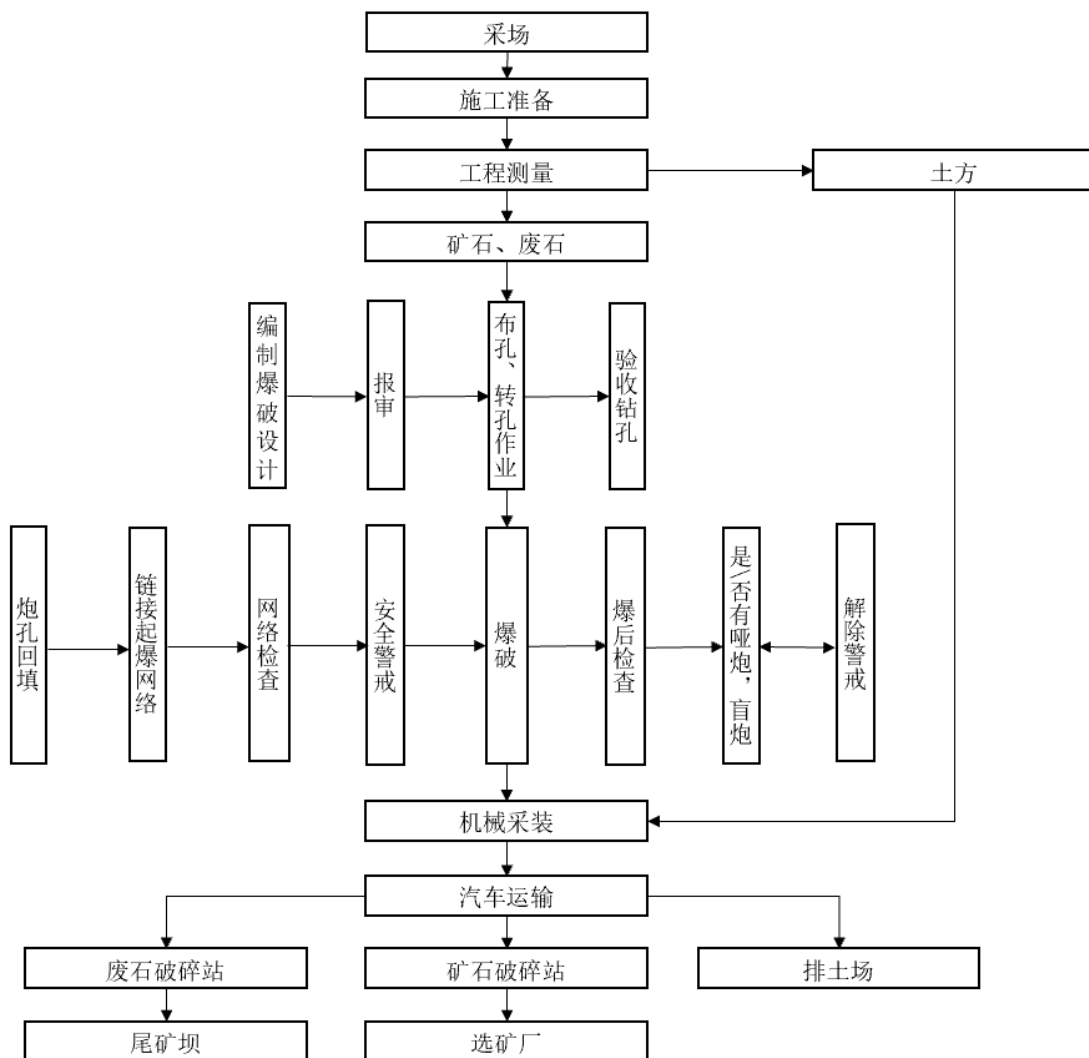 采场
施工准备
工程测量
土方
矿石、废石
编制爆破设计
报审
布孔、转孔作业
验收钻孔
炮孔回填
链接起爆网络
网络检查
安全警戒
爆破
爆后检查
是\否有哑炮，盲炮
解除警戒
机械采装
汽车运输
废石破碎站
矿石破碎站
排土场
尾矿坝
选矿厂